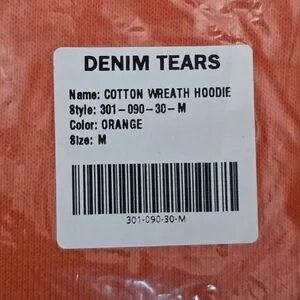 DENIM TEARS
Name: COTTON WREATH HOODIE
Style: 301-090-30-M
Color: ORANGE
Size: M
301-090-30-M